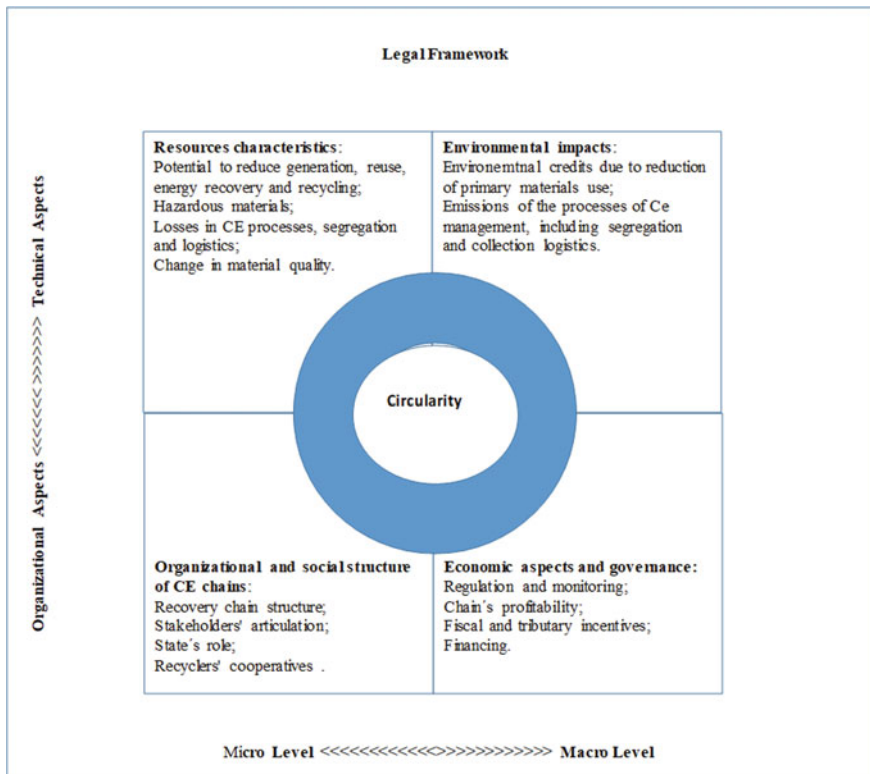 Legal Framework
Resources characteristics:
Potential to reduce generation, reuse,
energy recovery and recycling;
Hazardous materials;
Losses in CE processes, segregation
and logistics;
Change in material quality.
Environmental impacts:
Environemtnal credits due to reduction
of primary materials use;
Emissions of the processes of Ce
management, including segregation
and collection logistics.
Organizational Aspects <<<<<<< >>>>>>> Technical Aspects
Circularity
Organizational and social structure
of CE chains:
Recovery chain structure;
Stakeholders' articulation;
State´s role;
Recyclers' cooperatives .
Economic aspects and governance:
Regulation and monitoring;
Chain´s profitability;
Fiscal and tributary incentives;
Financing.
Micro Level <<<<<<<<<<<<>>>>>>>>>>>> Macro Level